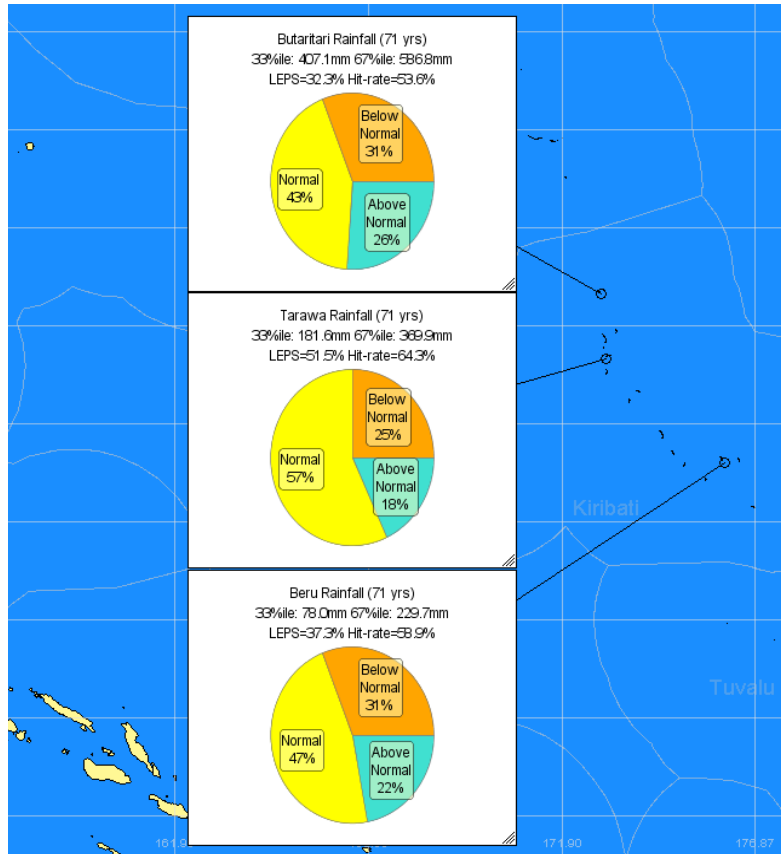 Butaritari Rainfall (71 yrs)
33%ile: 407.1mm 67%ile: 586.8mm
LEPS=32.3% Hit-rate=53.6%
Below
Normal
31%
Normal
43%
Above
Normal
26%
Tarawa Rainfall (71 yrs)
33%ile: 181.6mm 67%ile: 369.9mm
LEPS=51.5% Hit-rate=64.3%
Below
Normal
25%
Normal
57%
Above
Normal
18%
Kiribati
Beru Rainfall (71 yrs)
33%ile: 78.0mm 67%ile: 229.7mm
LEPS=37.3% Hit-rate=58.9%
Below
Normal
31%
Normal
47%
Above
Normal
22%
Tuvalu
171.90
176.87